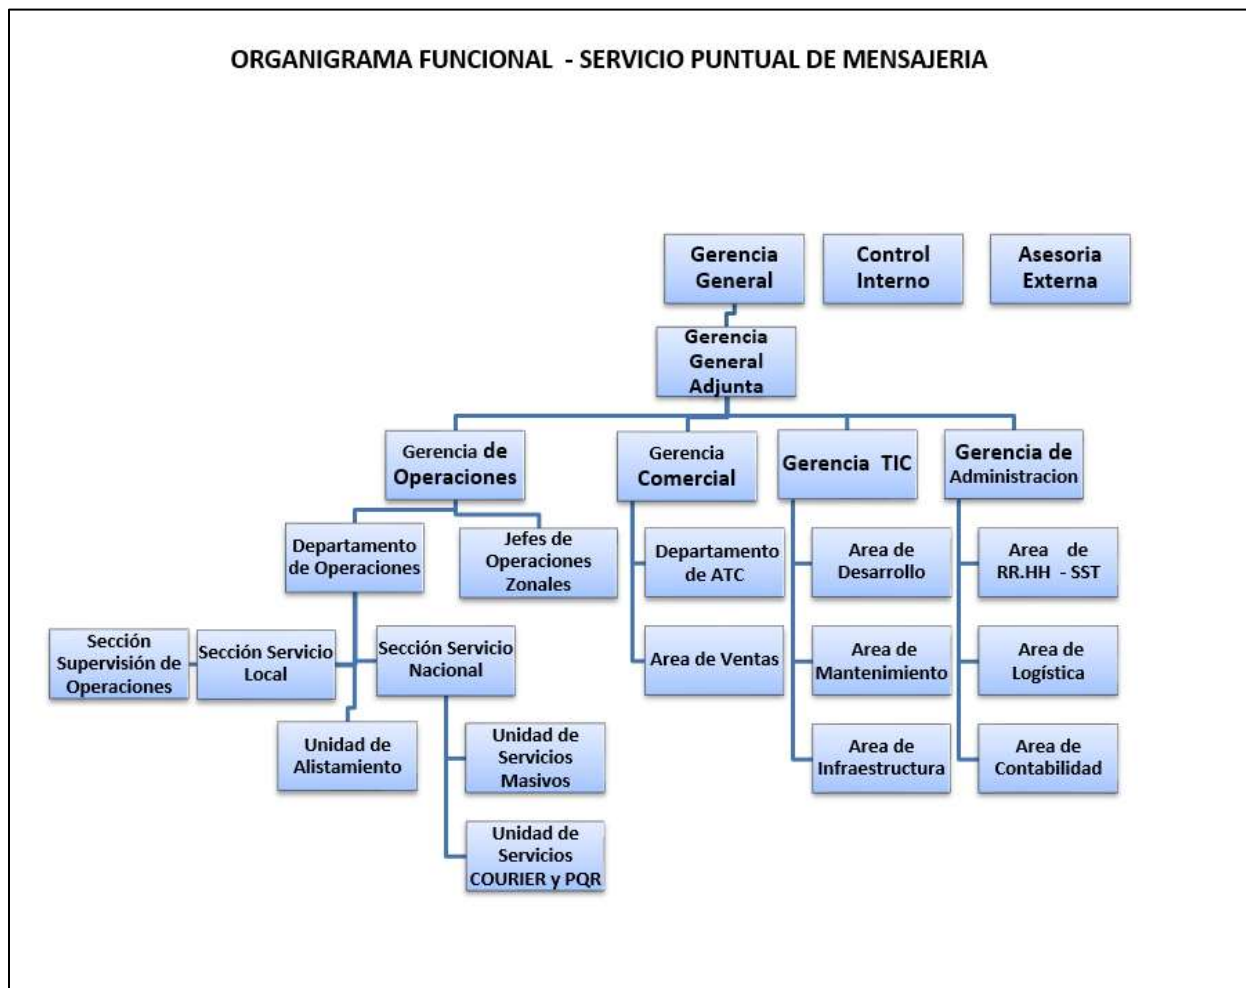 ORGANIGRAMA FUNCIONAL - SERVICIO PUNTUAL DE MENSAJERIA
Gerencia
General
Control
Interno
Asesoria
Externa
Gerencia
General
Adjunta
Gerencia de
Operaciones
Gerencia
Comercial
Gerencia TIC
Gerencia de
Administracion
Departamento
de Operaciones
Jefes de
Operaciones
Zonales
Departamento
de ATC
Area de
Desarrollo
Area de
RR.HH - SST
Sección
Supervisión de
Operaciones
Sección Servicio
Local
Sección Servicio
Nacional
Area de Ventas
Area de
Mantenimiento
Area de
Logística
Unidad de
Alistamiento
Unidad de
Servicios
Masivos
Area de
Infraestructura
Area de
Contabilidad
Unidad de
Servicios
COURIER y PQR